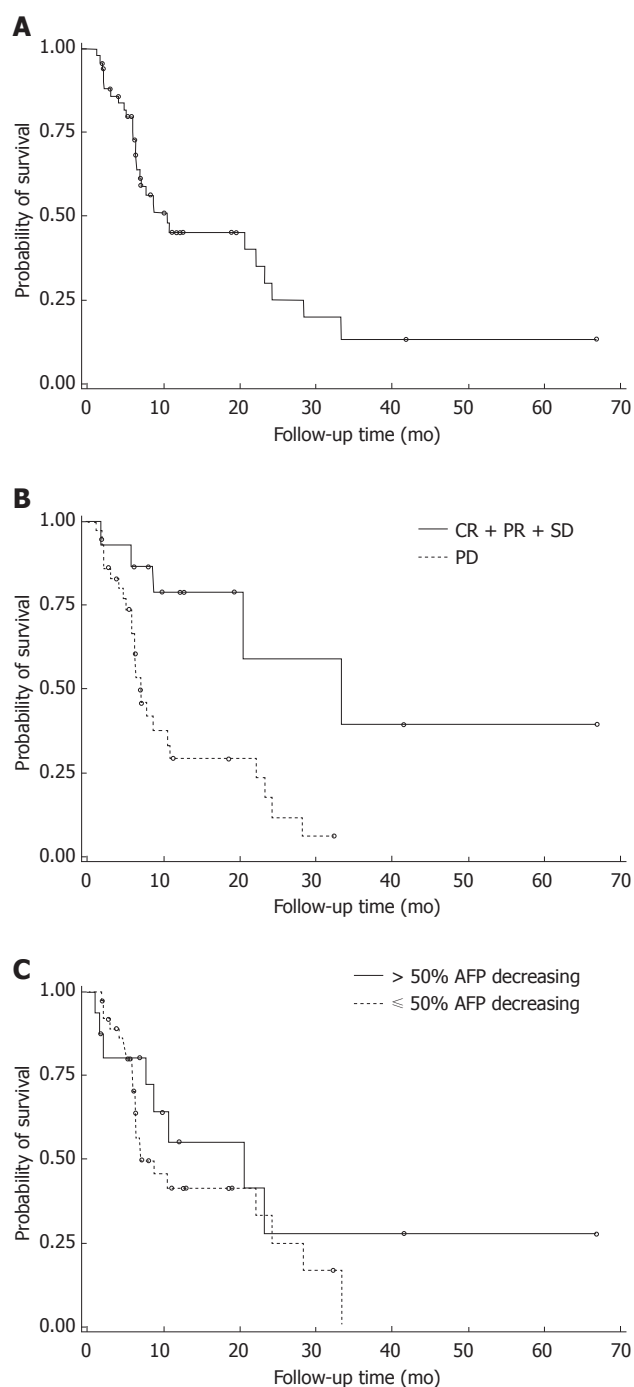 A
1.00
0.75
0.50
0.25
0.00
Probability of survival
0 10 20 30 40 50 60 70
Follow-up time (mo)
B
1.00
0.75
0.50
0.25
0.00
Probability of survival
CR + PR + SD
PD
0 10 20 30 40 50 60 70
Follow-up time (mo)
C
1.00
0.75
0.50
0.25
0.00
Probability of survival
> 50% AFP decreasing
≤ 50% AFP decreasing
0 10 20 30 40 50 60 70
Follow-up time (mo)